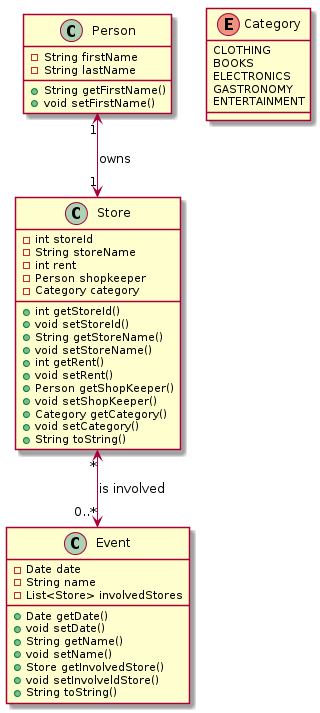 C Person
String firstName
String lastName
String getFirstName()
void setFirstName()
E Category
CLOTHING
BOOKS
ELECTRONICS
GASTRONOMY
ENTERTAINMENT
1
owns
1
C Store
int storeId
String storeName
int rent
Person shopkeeper
Category category
int getStoreId()
void setStoreId()
String getStoreName()
void setStoreName()
int getRent()
void setRent()
Person getShopKeeper()
void setShopKeeper()
Category getCategory()
void setCategory()
String toString()
*
is involved
0..*
C Event
Date date
String name
List<Store> involvedStores
Date getDate()
void setDate()
String getName()
void setName()
Store getInvolvedStore()
void setInvolveldStore()
String toString()